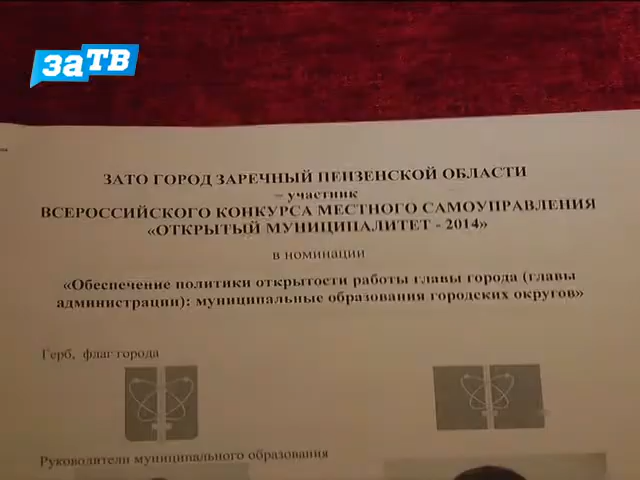 заТВ
ЗАТО ГОРОД ЗАРЕЧНЫЙ ПЕНЗЕНСКОЙ ОБЛАСТИ
– участник
ВСЕРОССИЙСКОГО КОНКУРСА МЕСТНОГО САМОУПРАВЛЕНИЯ
«ОТКРЫТЫЙ МУНИЦИПАЛИТЕТ - 2014»
в номинации
«Обеспечение политики открытости работы главы города (главы
администрации): муниципальные образования городских округов»
Герб, флаг города
Руководители муниципального образования